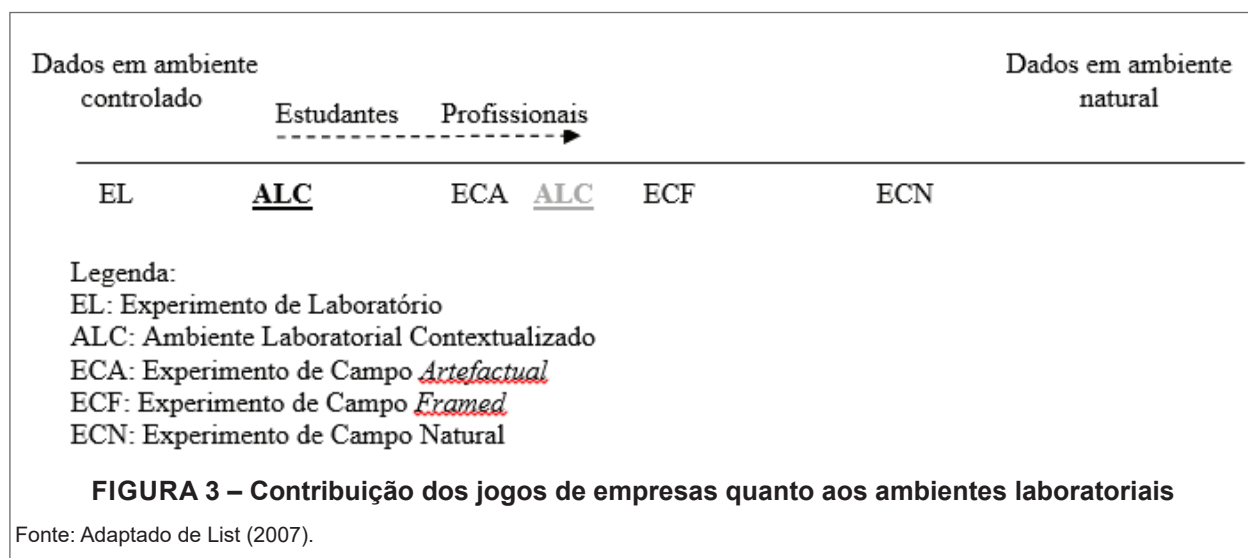 Dados em ambiente controlado
Dados em ambiente natural
Estudantes Profissionais
EL ALC ECA ALC ECF ECN
Legenda:
EL: Experimento de Laboratório
ALC: Ambiente Laboratorial Contextualizado
ECA: Experimento de Campo Artefactual
ECF: Experimento de Campo Framed
ECN: Experimento de Campo Natural
FIGURA 3 – Contribuição dos jogos de empresas quanto aos ambientes laboratoriais
Fonte: Adaptado de List (2007).